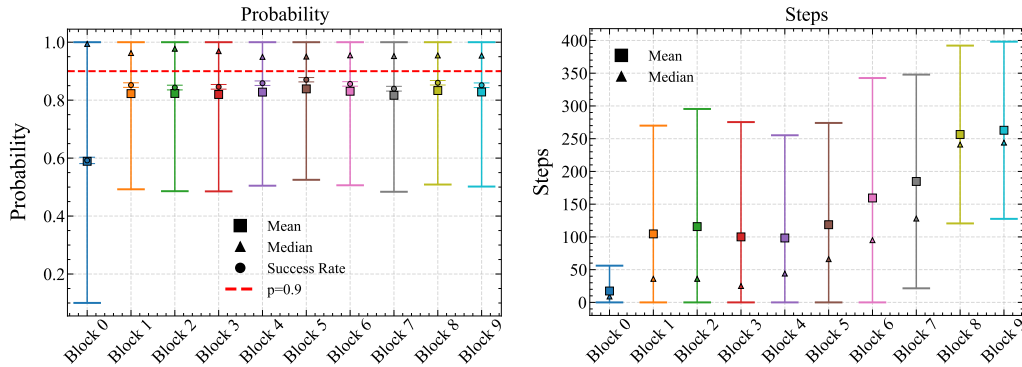 Probability
Probability
1.0
0.8
0.6
0.4
0.2
Mean
Median
Success Rate
p=0.9
Block 0
Block 1
Block 2
Block 3
Block 4
Block 5
Block 6
Block 7
Block 8
Block 9
Steps
Steps
400
350
300
250
200
150
100
50
0
Mean
Median
Block 0
Block 1
Block 2
Block 3
Block 4
Block 5
Block 6
Block 7
Block 8
Block 9